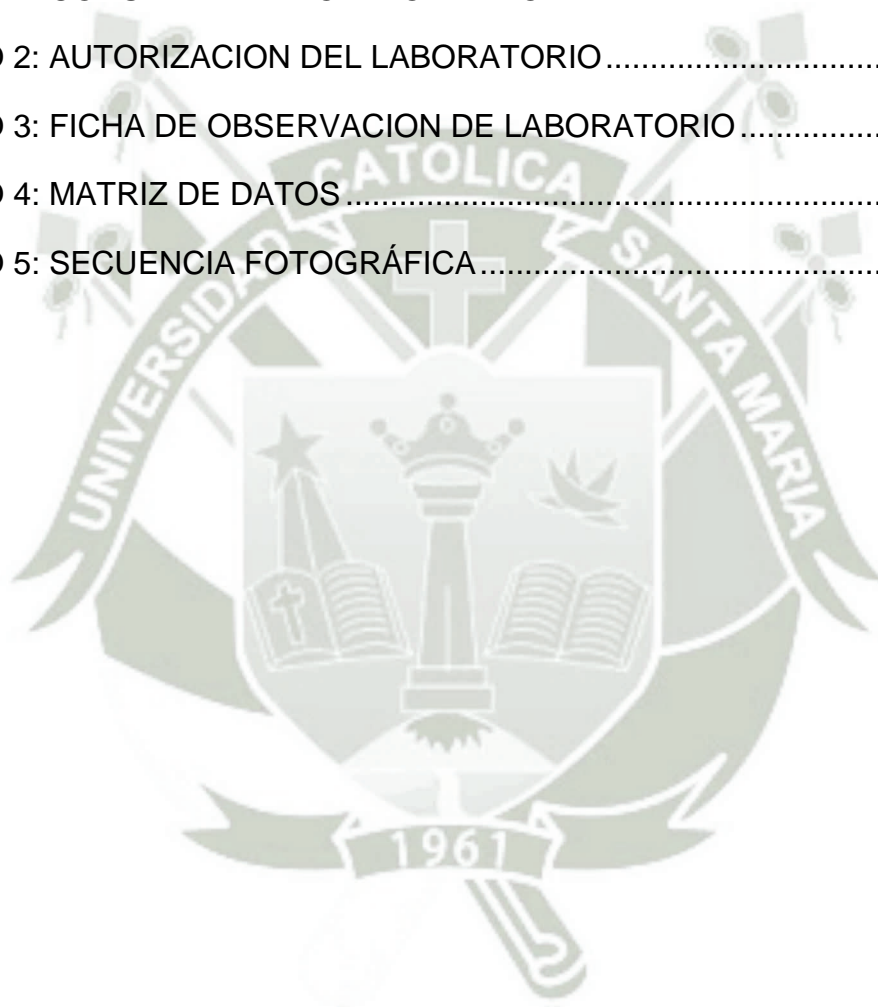 2: AUTORIZACION DEL LABORATORIO
3: FICHA DE OBSERVACION DE LABORATORIO
4: MATRIZ DE DATOS
5: SECUENCIA FOTOGRÁFICA
UNIVERSIDAD CATOLICA SANTA MARIA
1961